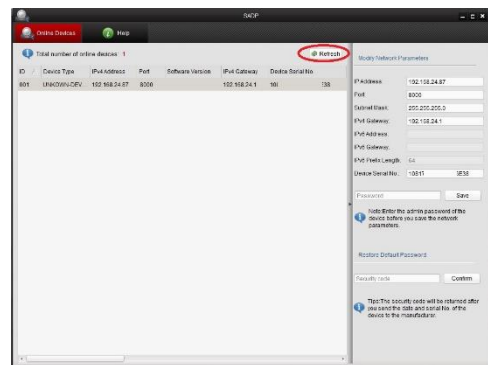 SADP
Online Devices
Help
Total number of online devices: 1
Refresh
ID Device Type IPv4 Address Port Software Version IPv4 Gateway Device Serial No
001 UNKOWN-DEV 192.168.24.87 8000 192.168.24.1
Modify Network Parameters
IP Address: 192.168.24.87
Port: 8000
Subnet Mask: 255.255.255.0
IPv4 Gateway: 192.168.24.1
IPv6 Address:
IPv6 Gateway:
IPv6 Prefix Length: 64
Device Serial No.:
Password Save
Note:Enter the admin password of the
device before you save the network
parameters.
Restore Default Password
Security code Confirm
Tips:The security code will be returned after
you send the date and serial No. of the
device to the manufacturer.